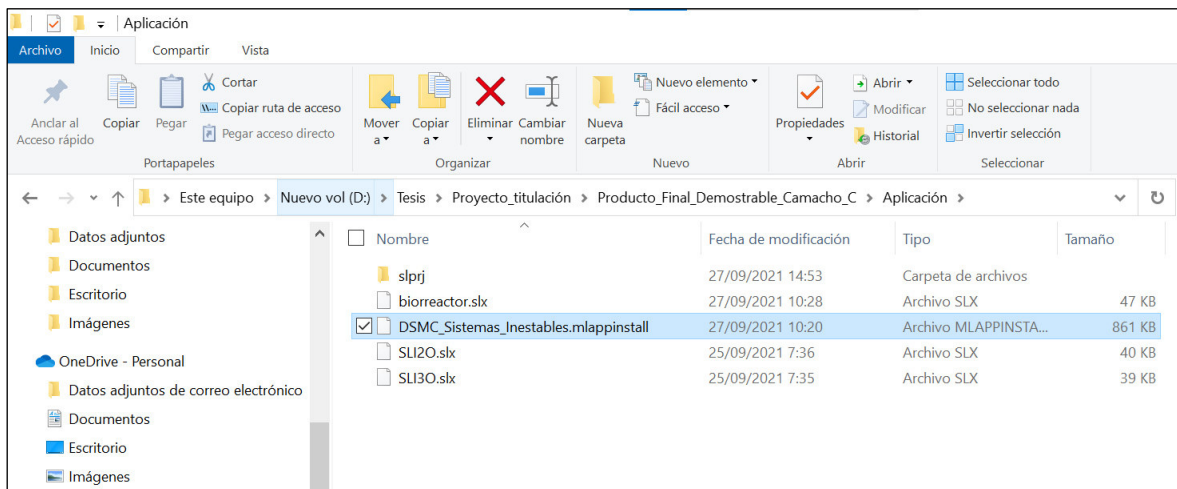 Aplicación
Archivo Inicio Compartir Vista
Anclar al Acceso rápido
Copiar
Pegar
Cortar
Copiar ruta de acceso
Pegar acceso directo
Portapapeles
Mover a
Copiar a
Eliminar
Cambiar nombre
Organizar
Nueva carpeta
Nuevo elemento
Fácil acceso
Nuevo
Propiedades
Abrir
Modificar
Historial
Abrir
Seleccionar todo
No seleccionar nada
Invertir selección
Seleccionar
Este equipo > Nuevo vol (D:) > Tesis > Proyecto_titulación > Producto_Final_Demostrable_Camacho_C > Aplicación >
Datos adjuntos
Documentos
Escritorio
Imágenes
OneDrive - Personal
Datos adjuntos de correo electrónico
Documentos
Escritorio
Imágenes
Nombre Fecha de modificación Tipo Tamaño
slprj 27/09/2021 14:53 Carpeta de archivos
biorreactor.slx 27/09/2021 10:28 Archivo SLX 47 KB
DSMC_Sistemas_Inestables.mlappinstall 27/09/2021 10:20 Archivo MLAPPINSTA... 861 KB
SLI2O.slx 25/09/2021 7:36 Archivo SLX 40 KB
SLI3O.slx 25/09/2021 7:35 Archivo SLX 39 KB